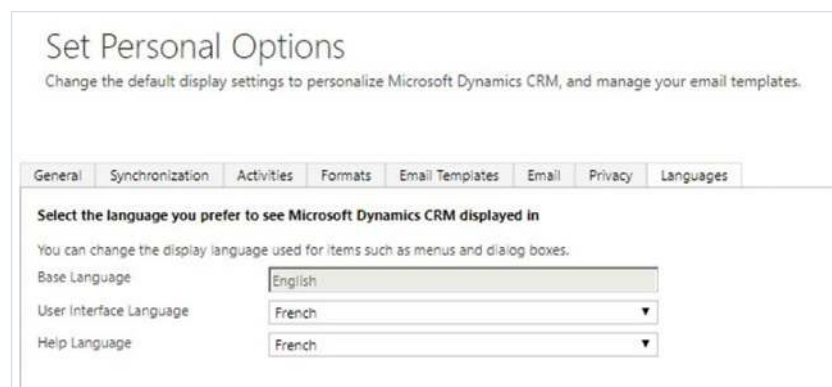 Set Personal Options
Change the default display settings to personalize Microsoft Dynamics CRM, and manage your email templates.
General Synchronization Activities Formats Email Templates Email Privacy Languages
Select the language you prefer to see Microsoft Dynamics CRM displayed in
You can change the display language used for items such as menus and dialog boxes.
Base Language English
User Interface Language French
Help Language French